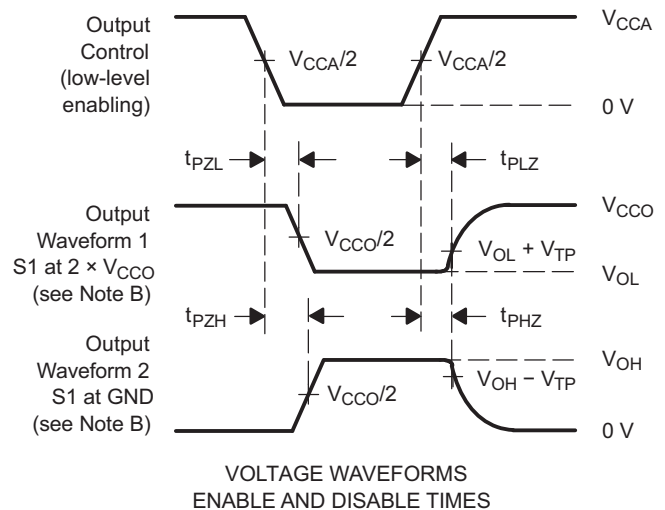 Output
Control
(low-level
enabling)
VCCA/2
VCCA/2
VCCA
0 V
tPZL
tPLZ
Output
Waveform 1
S1 at 2 × VCCO
(see Note B)
VCCO/2
VCCO
VOL + VTP
VOL
tPZH
tPHZ
Output
Waveform 2
S1 at GND
(see Note B)
VCCO/2
VOH
VOH − VTP
0 V
VOLTAGE WAVEFORMS
ENABLE AND DISABLE TIMES